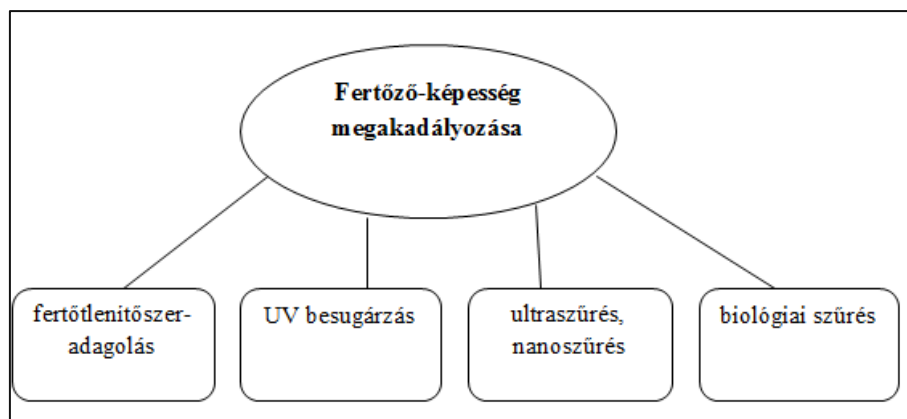 Fertőző-képesség
megakadályozása
fertőtlenítőszer-
adagolás
UV besugárzás
ultraszűrés,
nanoszűrés
biológiai szűrés